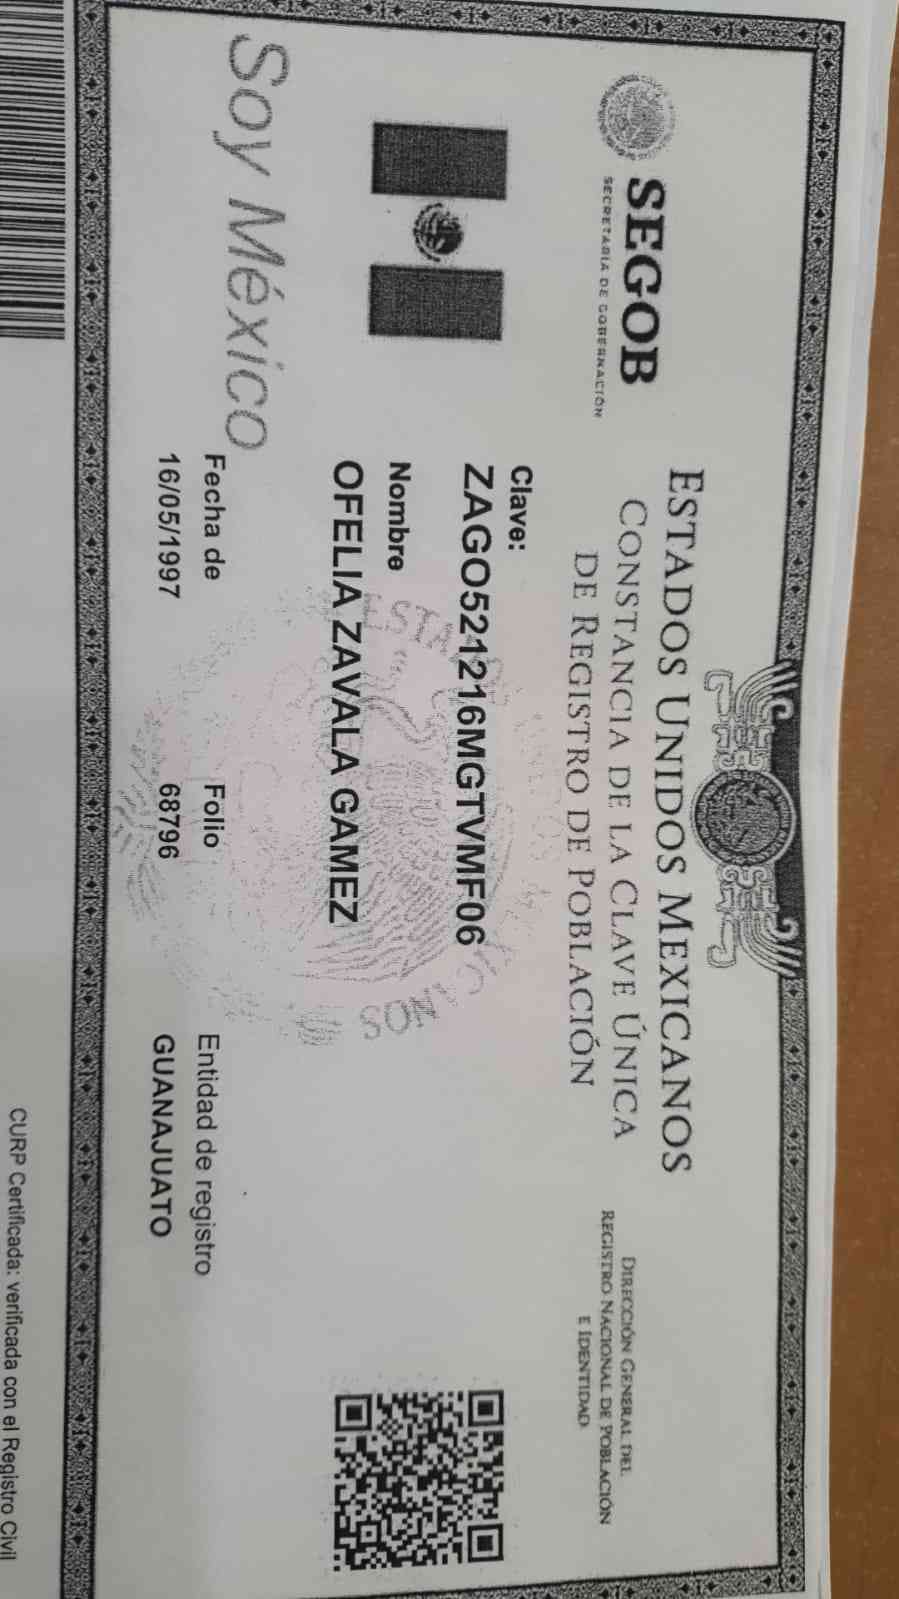 SEGOB
SECRETARÍA DE GOBERNACIÓN
ESTADOS UNIDOS MEXICANOS
CONSTANCIA DE LA CLAVE ÚNICA
DE REGISTRO DE POBLACIÓN
DIRECCIÓN GENERAL DEL
REGISTRO NACIONAL DE POBLACIÓN
E IDENTIDAD
Clave:
ZAGO521216MGTVMF06
Nombre
OFELIA ZAVALA GAMEZ
Soy México
Fecha de
16/05/1997
Folio
68796
Entidad de registro
GUANAJUATO
CURP Certificada: verificada con el Registro Civil